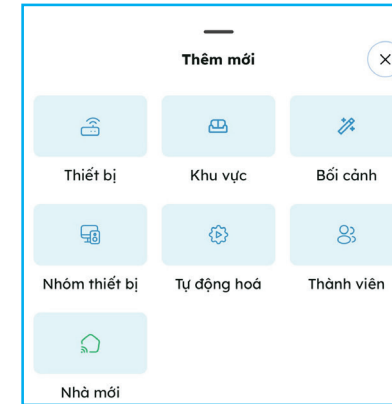 Thêm mới
Thiết bị
Khu vực
Bối cảnh
Nhóm thiết bị
Tự động hoá
Thành viên
Nhà mới